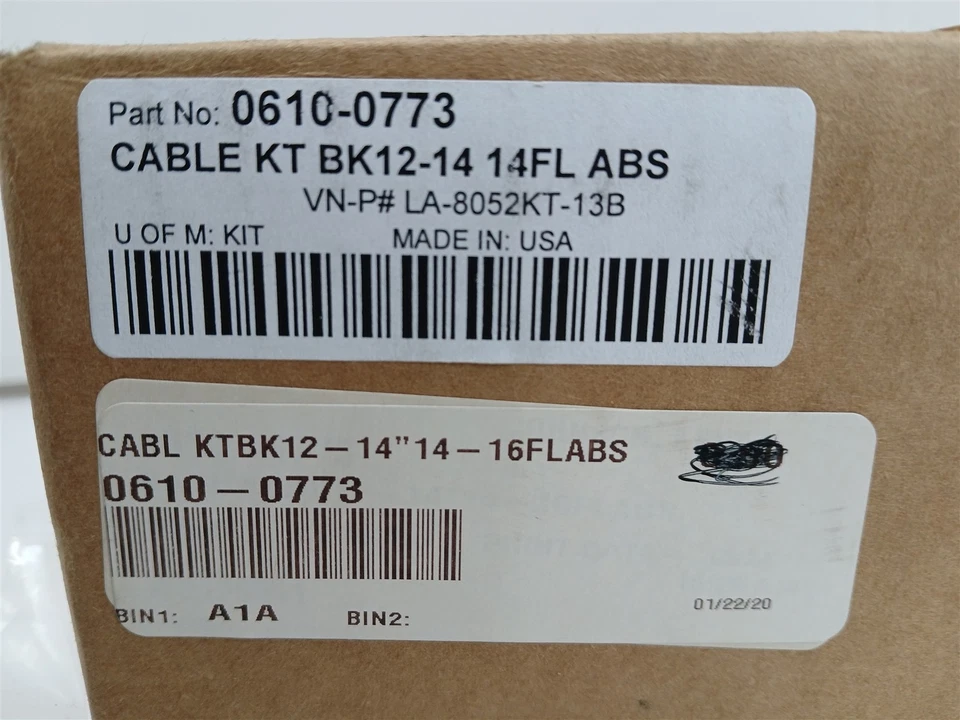 Part No: 0610-0773
CABLE KT BK12-14 14FL ABS
VN-P# LA-8052KT-13B
U OF M: KIT MADE IN: USA
CABL KTBK12-14"14-16FLABS
0610-0773
BIN1: A1A BIN2:
01/22/20